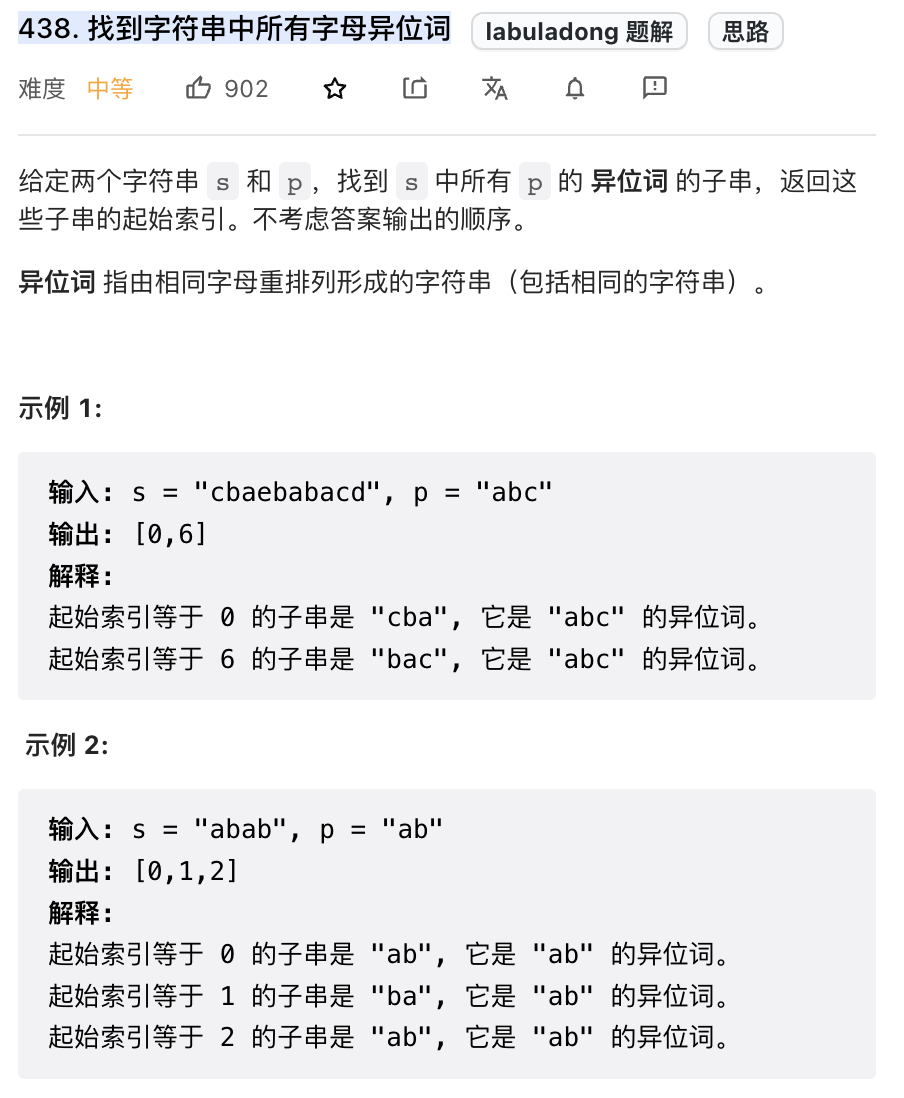 438. 找到字符串中所有字母异位词 labuladong 题解 思路
难度 中等 902
给定两个字符串 s 和 p，找到 s 中所有 p 的 异位词 的子串，返回这
些子串的起始索引。不考虑答案输出的顺序。
异位词 指由相同字母重排列形成的字符串（包括相同的字符串）。
示例 1:
输入: s = "cbaebabacd", p = "abc"
输出: [0,6]
解释:
起始索引等于 0 的子串是 "cba", 它是 "abc" 的异位词。
起始索引等于 6 的子串是 "bac", 它是 "abc" 的异位词。
示例 2:
输入: s = "abab", p = "ab"
输出: [0,1,2]
解释:
起始索引等于 0 的子串是 "ab", 它是 "ab" 的异位词。
起始索引等于 1 的子串是 "ba", 它是 "ab" 的异位词。
起始索引等于 2 的子串是 "ab", 它是 "ab" 的异位词。